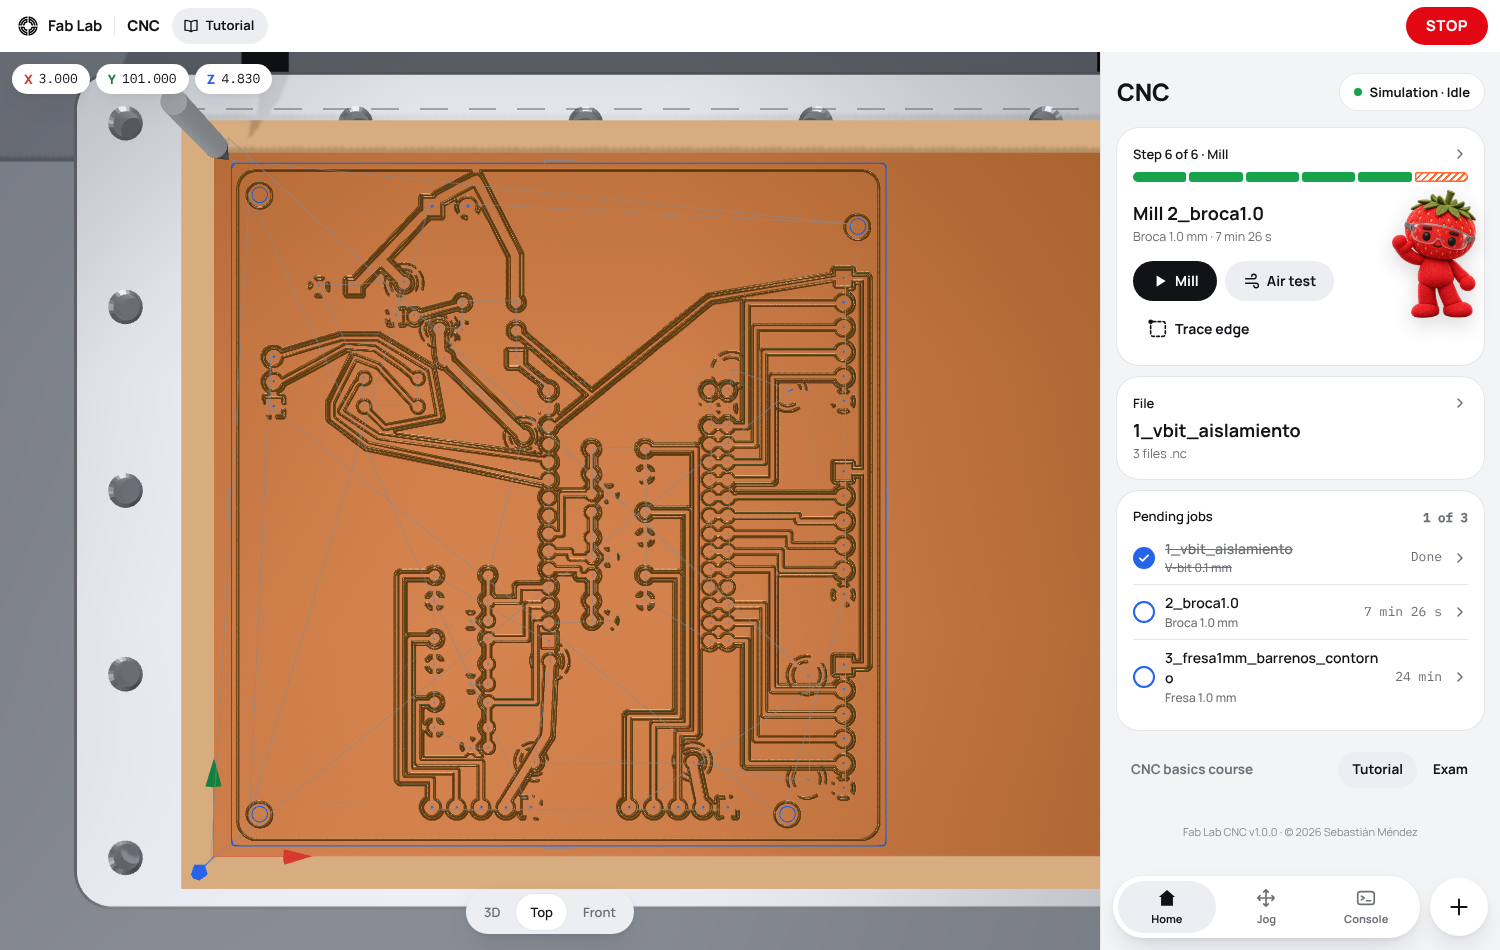 Fab Lab
CNC
Tutorial
STOP
X 3.000
Y 101.000
Z 4.830
CNC
Simulation · Idle
Step 6 of 6 · Mill
Mill 2_broca1.0
Broca 1.0 mm · 7 min 26 s
Mill
Air test
Trace edge
File
1_vbit_aislamiento
3 files .nc
Pending jobs
1 of 3
1_vbit_aislamiento
V-bit 0.1 mm
Done
2_broca1.0
Broca 1.0 mm
7 min 26 s
3_fresa1mm_barrenos_contorn
o
Fresa 1.0 mm
24 min
CNC basics course
Tutorial
Exam
Fab Lab CNC v1.0.0 · © 2026 Sebastián Méndez
3D
Top
Front
Home
Jog
Console